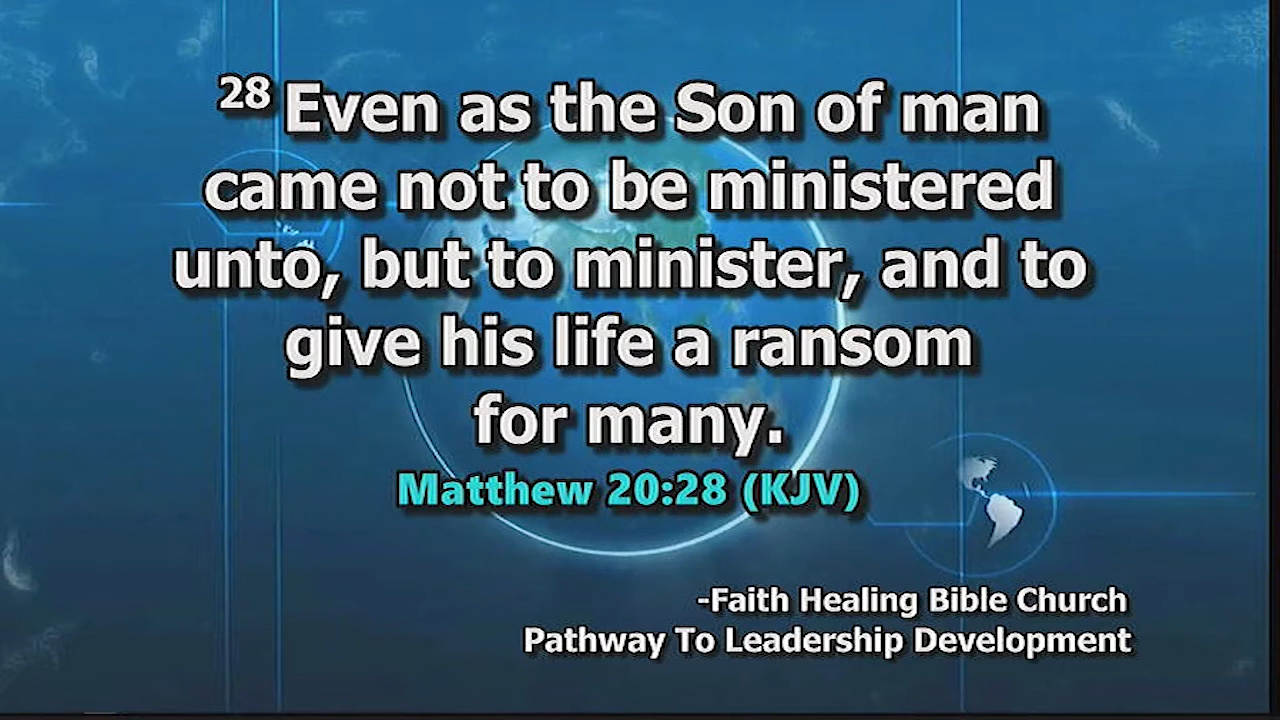 28 Even as the Son of man
came not to be ministered
unto, but to minister, and to
give his life a ransom
for many.
Matthew 20:28 (KJV)
-Faith Healing Bible Church
Pathway To Leadership Development